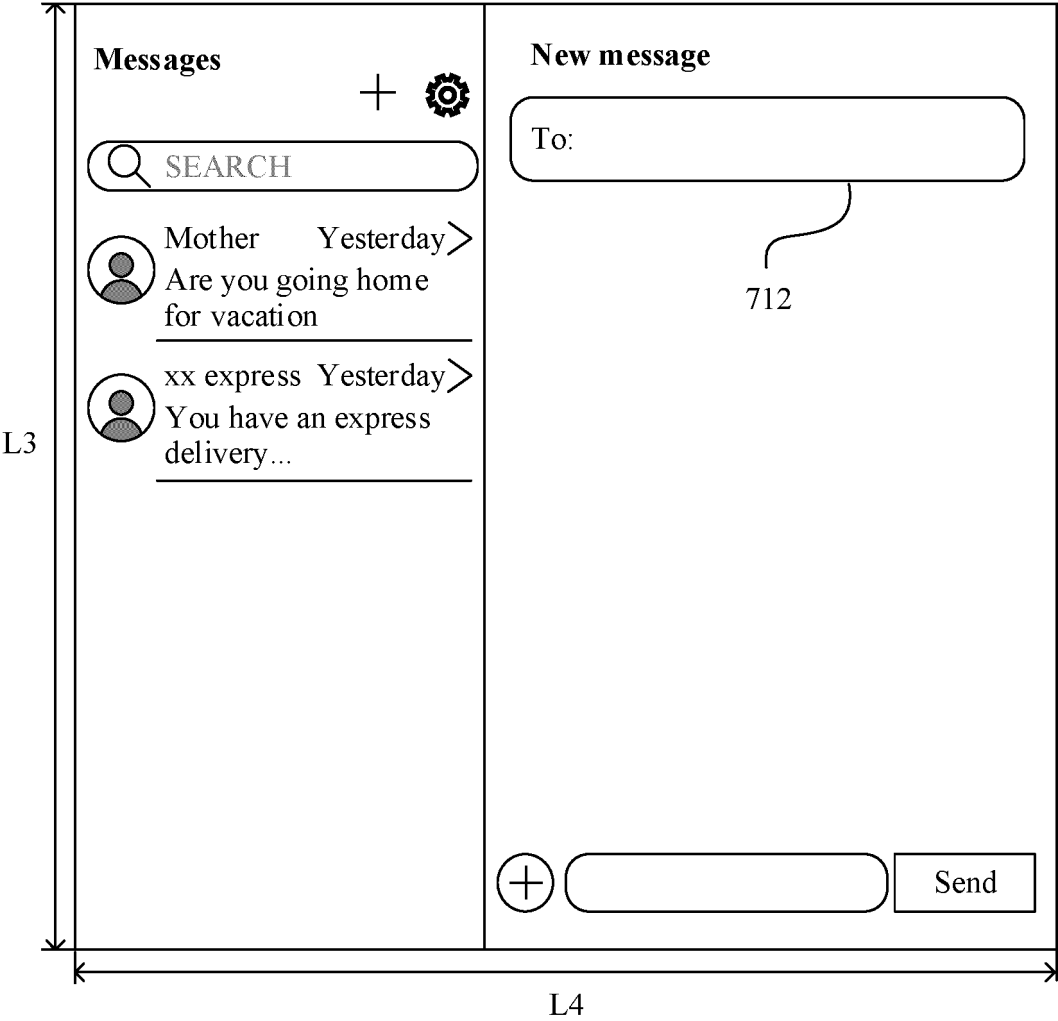 Messages
SEARCH
Mother Yesterday
Are you going home
for vacation
xx express Yesterday
You have an express
delivery...
New message
To:
712
Send
L3
L4